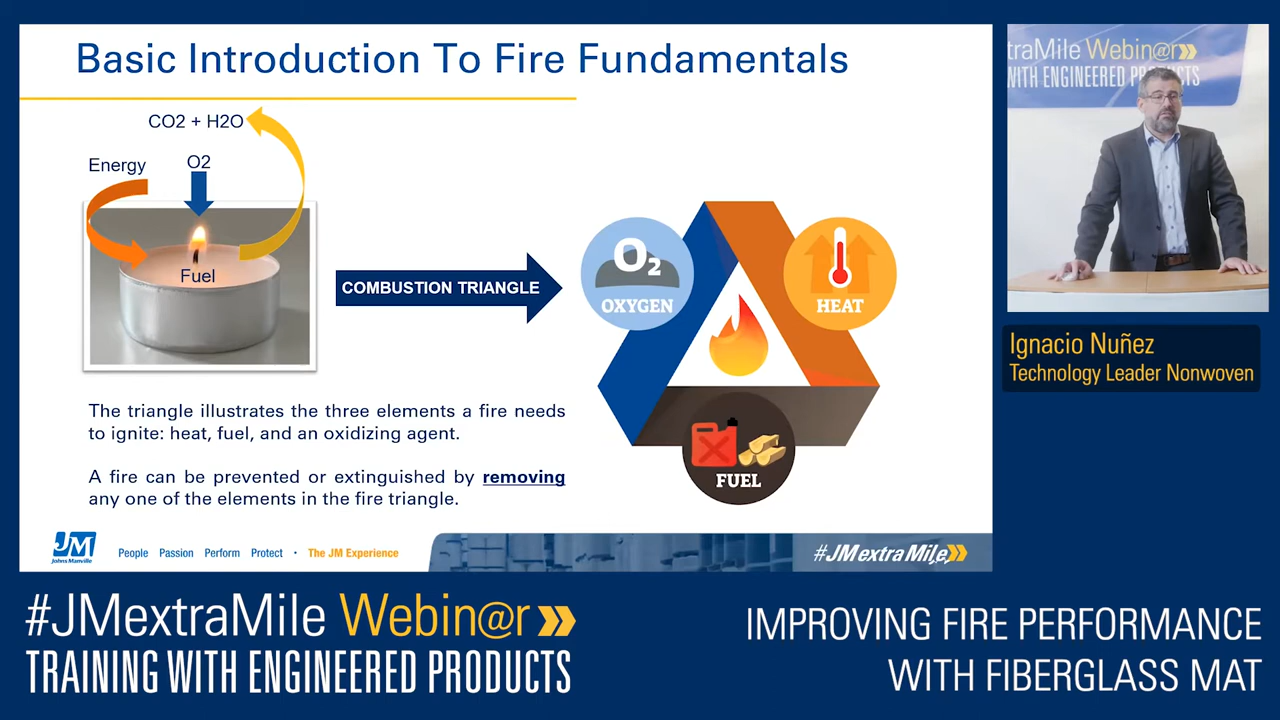 Basic Introduction To Fire Fundamentals
CO2 + H2O
Energy
O2
Fuel
COMBUSTION TRIANGLE
O2
OXYGEN
HEAT
FUEL
The triangle illustrates the three elements a fire needs
to ignite: heat, fuel, and an oxidizing agent.
A fire can be prevented or extinguished by removing
any one of the elements in the fire triangle.
JM
Johns Manville
People Passion Perform Protect • The JM Experience
#JMextraMile
traMile Webin@r
WITH ENGINEERED PRODUCTS
Ignacio Nuñez
Technology Leader Nonwoven
#JMextraMile Webin@r
TRAINING WITH ENGINEERED PRODUCTS
IMPROVING FIRE PERFORMANCE
WITH FIBERGLASS MAT